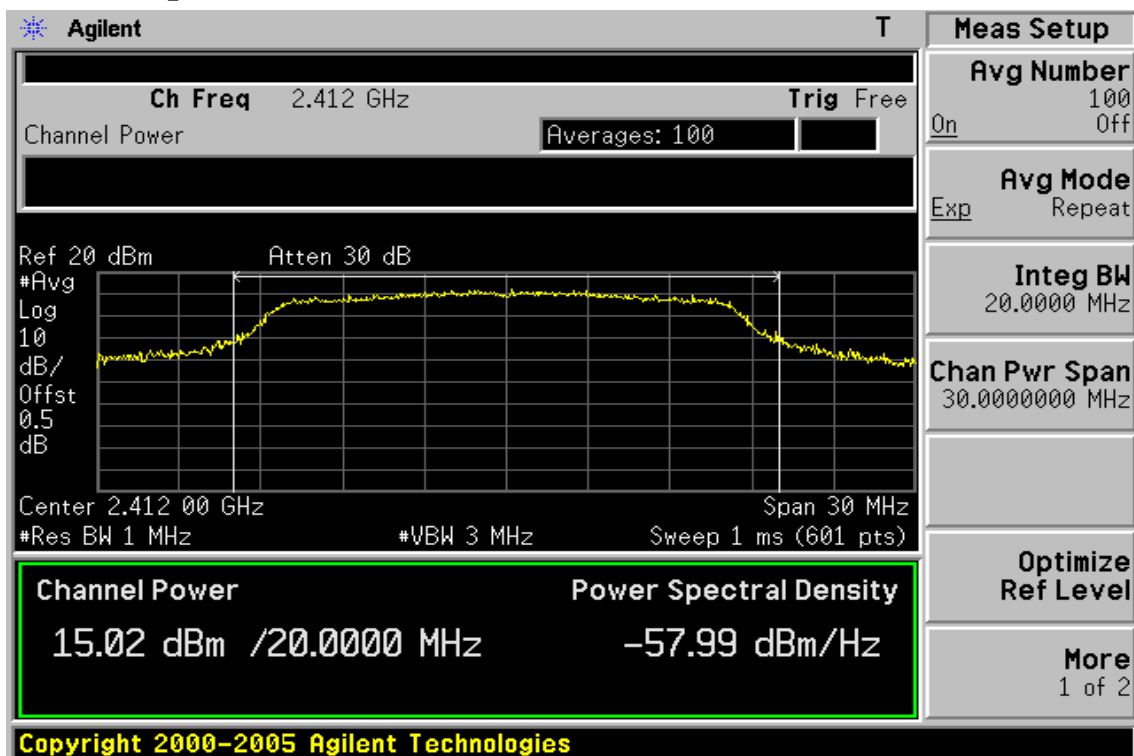 Agilent T Meas Setup
Avg Number
100
On Off
Ch Freq 2.412 GHz Trig Free
Channel Power Averages: 100
Avg Mode
Exp Repeat
Ref 20 dBm Atten 30 dB
#Avg
Log
10
dB/
Offst
0.5
dB
Integ BW
20.0000 MHz
Chan Pwr Span
30.0000000 MHz
Center 2.412 00 GHz Span 30 MHz
#Res BW 1 MHz #VBW 3 MHz Sweep 1 ms (601 pts)
Optimize
Ref Level
Channel Power Power Spectral Density
15.02 dBm /20.0000 MHz -57.99 dBm/Hz
More
1 of 2
Copyright 2000-2005 Agilent Technologies